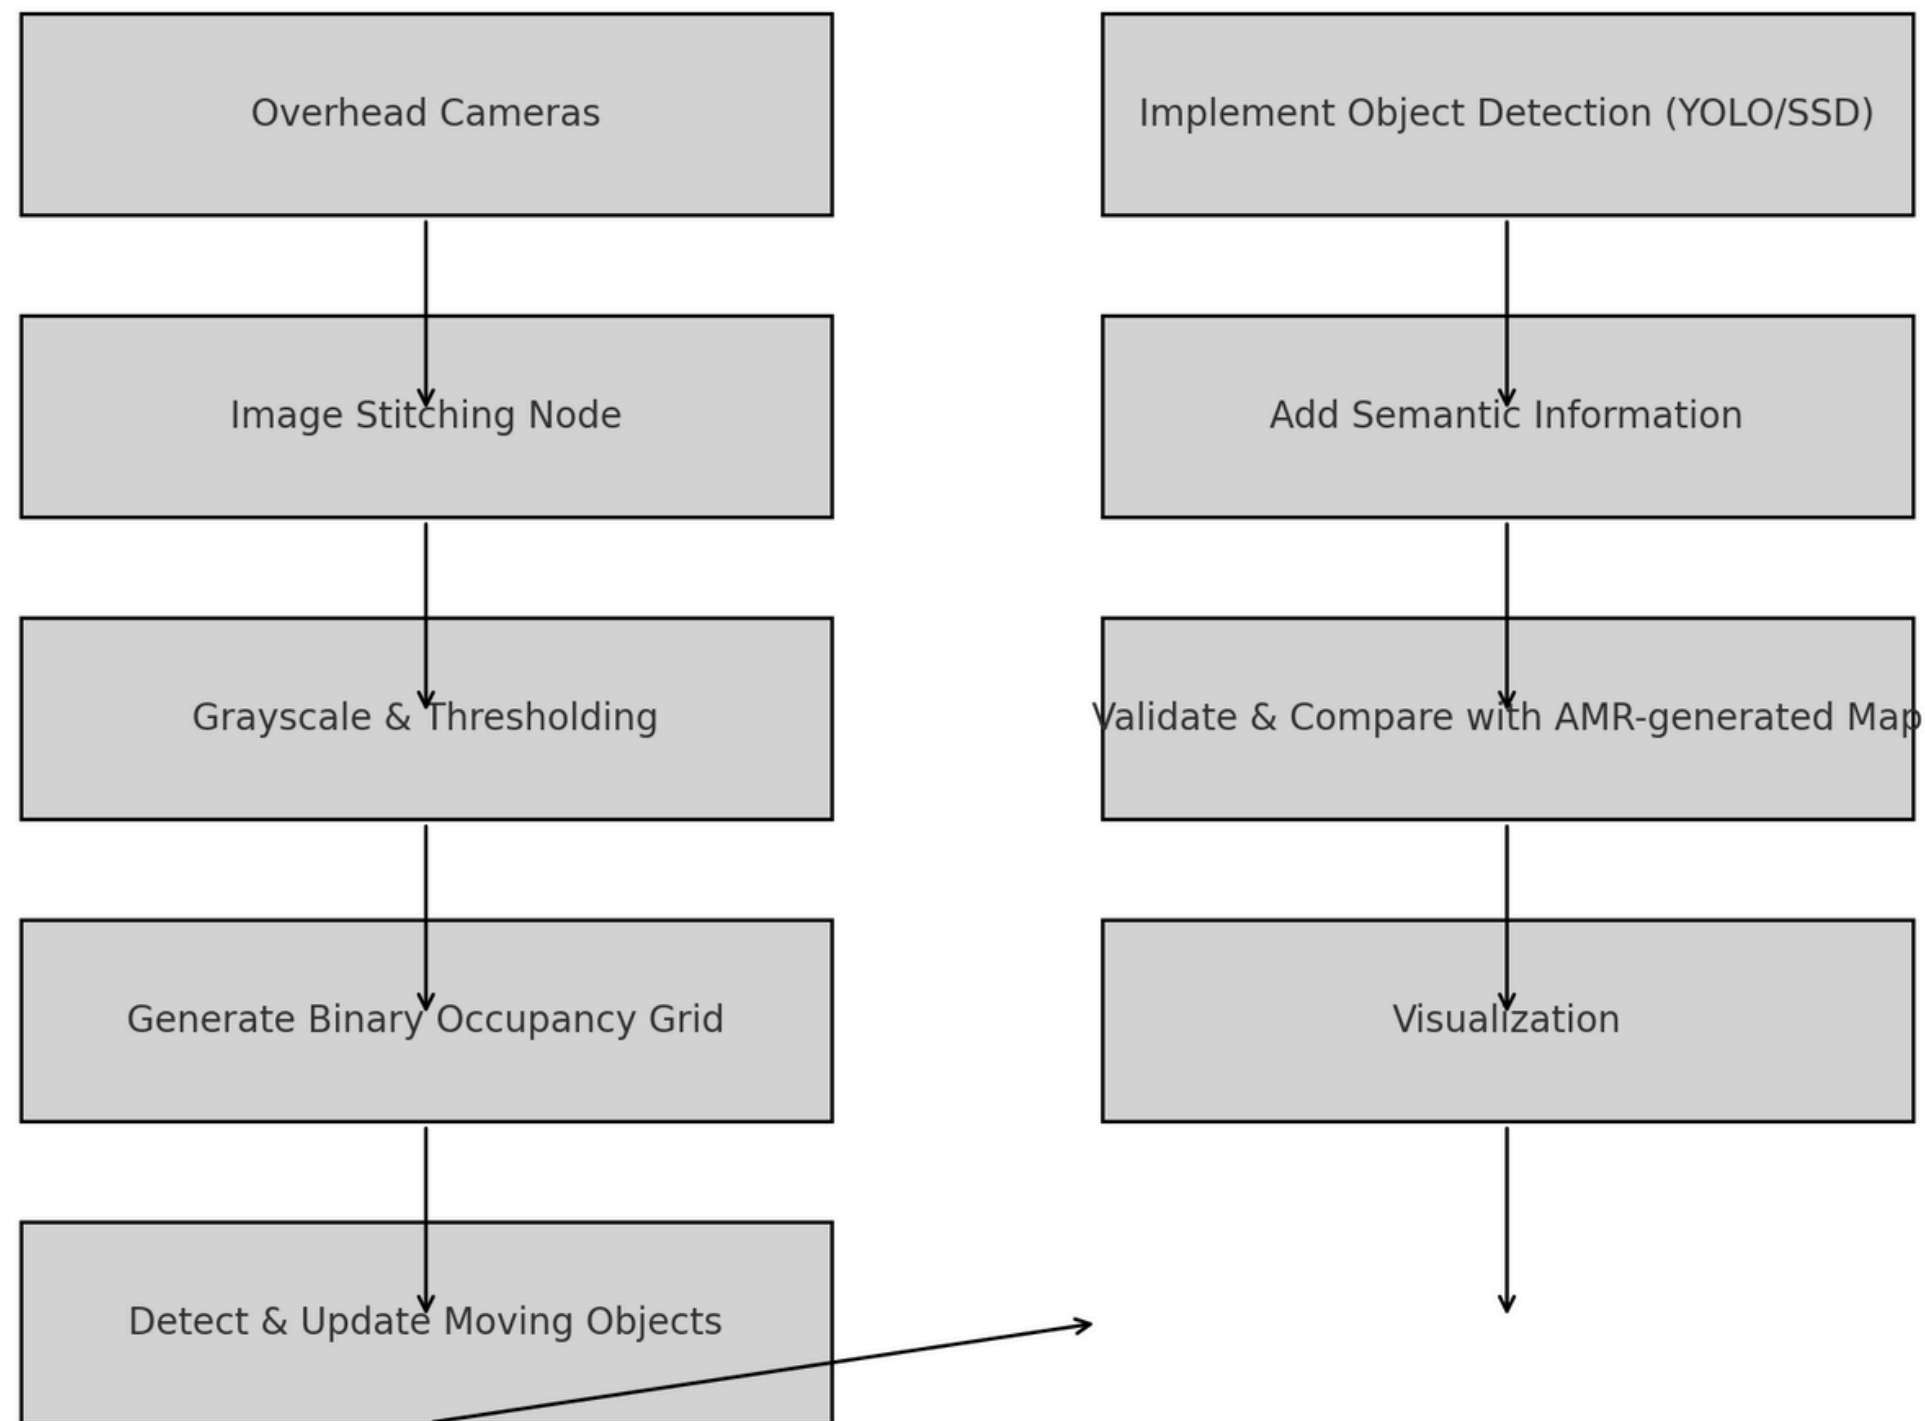 Overhead Cameras
Image Stitching Node
Grayscale & Thresholding
Generate Binary Occupancy Grid
Detect & Update Moving Objects
Implement Object Detection (YOLO/SSD)
Add Semantic Information
Validate & Compare with AMR-generated Map
Visualization